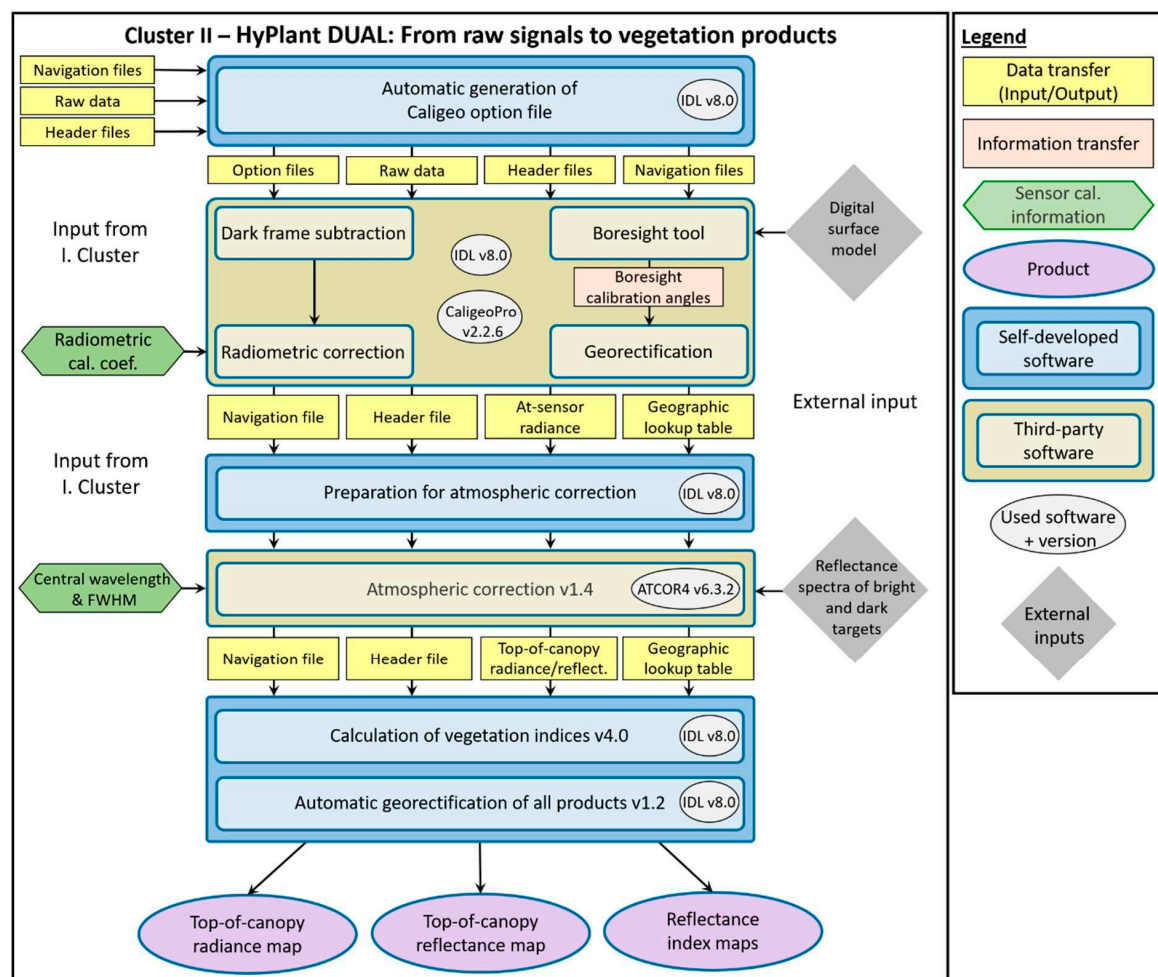 Cluster II – HyPlant DUAL: From raw signals to vegetation products
Navigation files
Raw data
Header files
Automatic generation of
Caligeo option file
IDL v8.0
Option files
Raw data
Header files
Navigation files
Input from
I. Cluster
Dark frame subtraction
IDL v8.0
Boresight tool
Digital
surface
model
Boresight
calibration angles
CaligeoPro
v2.2.6
Radiometric
cal. coef.
Radiometric correction
Georectification
Navigation file
Header file
At-sensor
radiance
Geographic
lookup table
External input
Input from
I. Cluster
Preparation for atmospheric correction
IDL v8.0
Central wavelength
& FWHM
Atmospheric correction v1.4
ATCOR4 v6.3.2
Reflectance
spectra of bright
and dark
targets
Navigation file
Header file
Top-of-canopy
radiance/reflect.
Geographic
lookup table
Calculation of vegetation indices v4.0
IDL v8.0
Automatic georectification of all products v1.2
IDL v8.0
Top-of-canopy
radiance map
Top-of-canopy
reflectance map
Reflectance
index maps
Legend
Data transfer
(Input/Output)
Information transfer
Sensor cal.
information
Product
Self-developed
software
Third-party
software
Used software
+ version
External
inputs